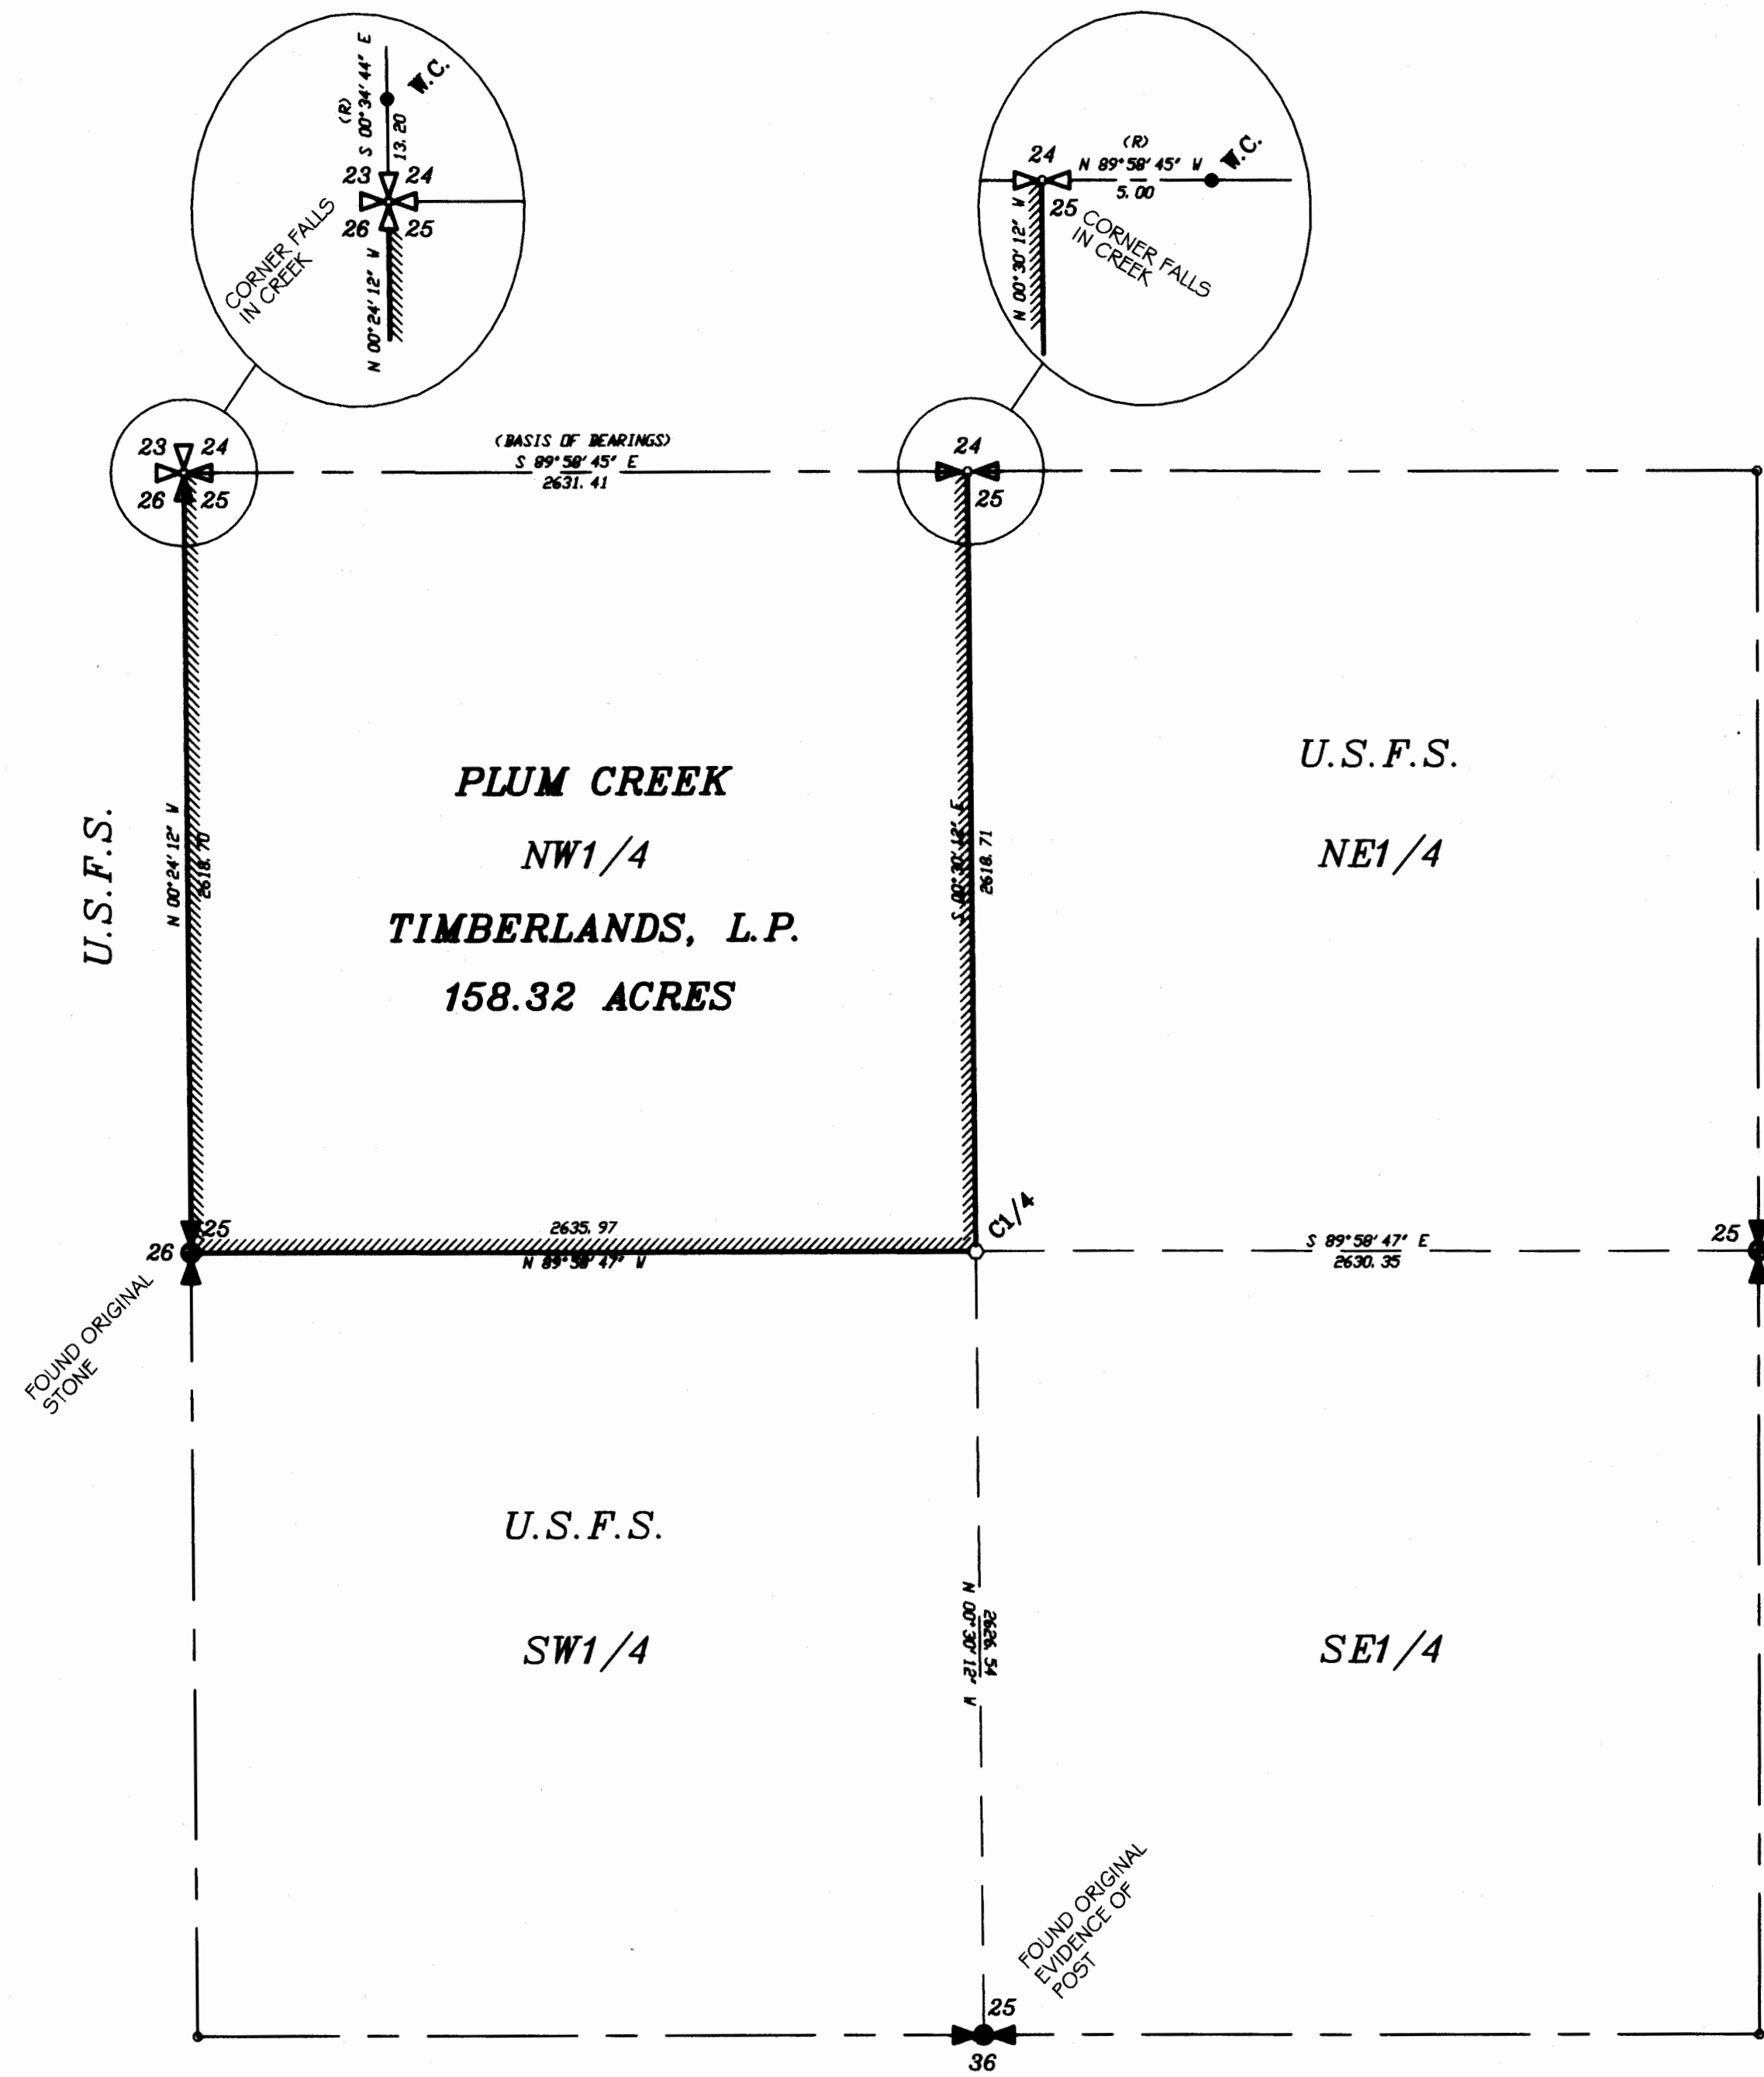 (R)
S 00°34'44" E
13.20
W.C.
23 24
26 25
N 00°24'12" W
CORNER FALLS
IN CREEK
24
(R)
N 89°58'45" W
5.00
W.C.
25
N 00°30'12" W
CORNER FALLS
IN CREEK
23 24
26 25
(BASIS OF BEARINGS)
S 89°58'45" E
2631.41
24
25
U.S.F.S.
N 00°24'12" W
2618.70
PLUM CREEK
NW1/4
TIMBERLANDS, L.P.
158.32 ACRES
S 00°30'12" E
2618.71
U.S.F.S.
NE1/4
25
26
FOUND ORIGINAL
STONE
2635.97
N 89°58'47" W
C1/4
S 89°58'47" E
2630.35
25
U.S.F.S.
SW1/4
2626.54
N 00°30'12" W
SE1/4
FOUND ORIGINAL
EVIDENCE OF
POST
25
36